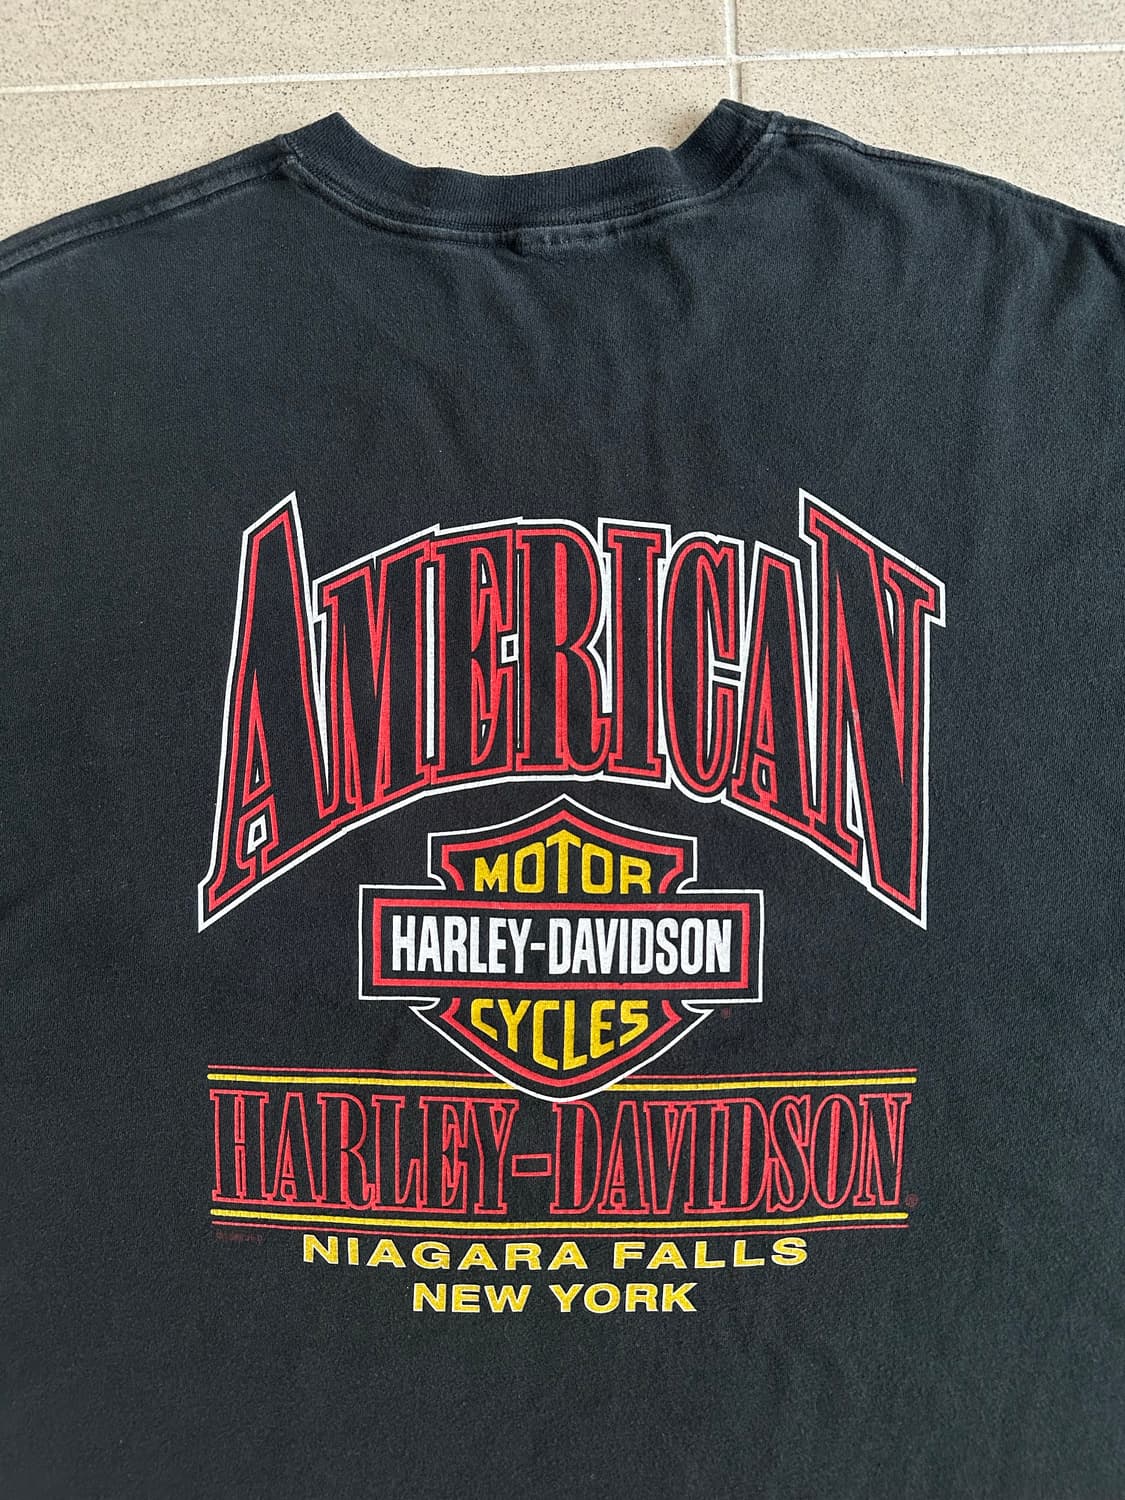 AMERICAN
MOTOR
HARLEY-DAVIDSON
CYCLES
HARLEY-DAVIDSON®
NIAGARA FALLS
NEW YORK